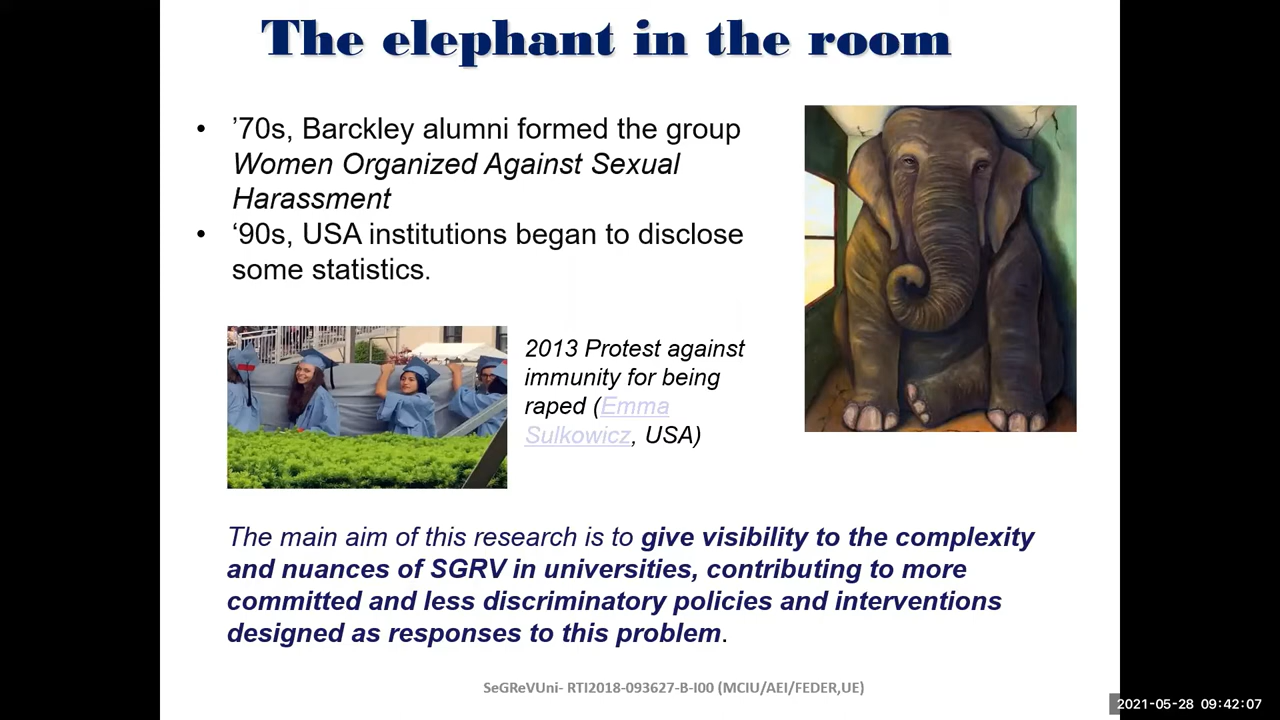 The elephant in the room
• ’70s, Barckley alumni formed the group
Women Organized Against Sexual
Harassment
• ‘90s, USA institutions began to disclose
some statistics.
2013 Protest against
immunity for being
raped (Emma
Sulkowicz, USA)
The main aim of this research is to give visibility to the complexity
and nuances of SGRV in universities, contributing to more
committed and less discriminatory policies and interventions
designed as responses to this problem.
SeGReVUni- RTI2018-093627-B-I00 (MCIU/AEI/FEDER,UE)
2021-05-28 09:42:07